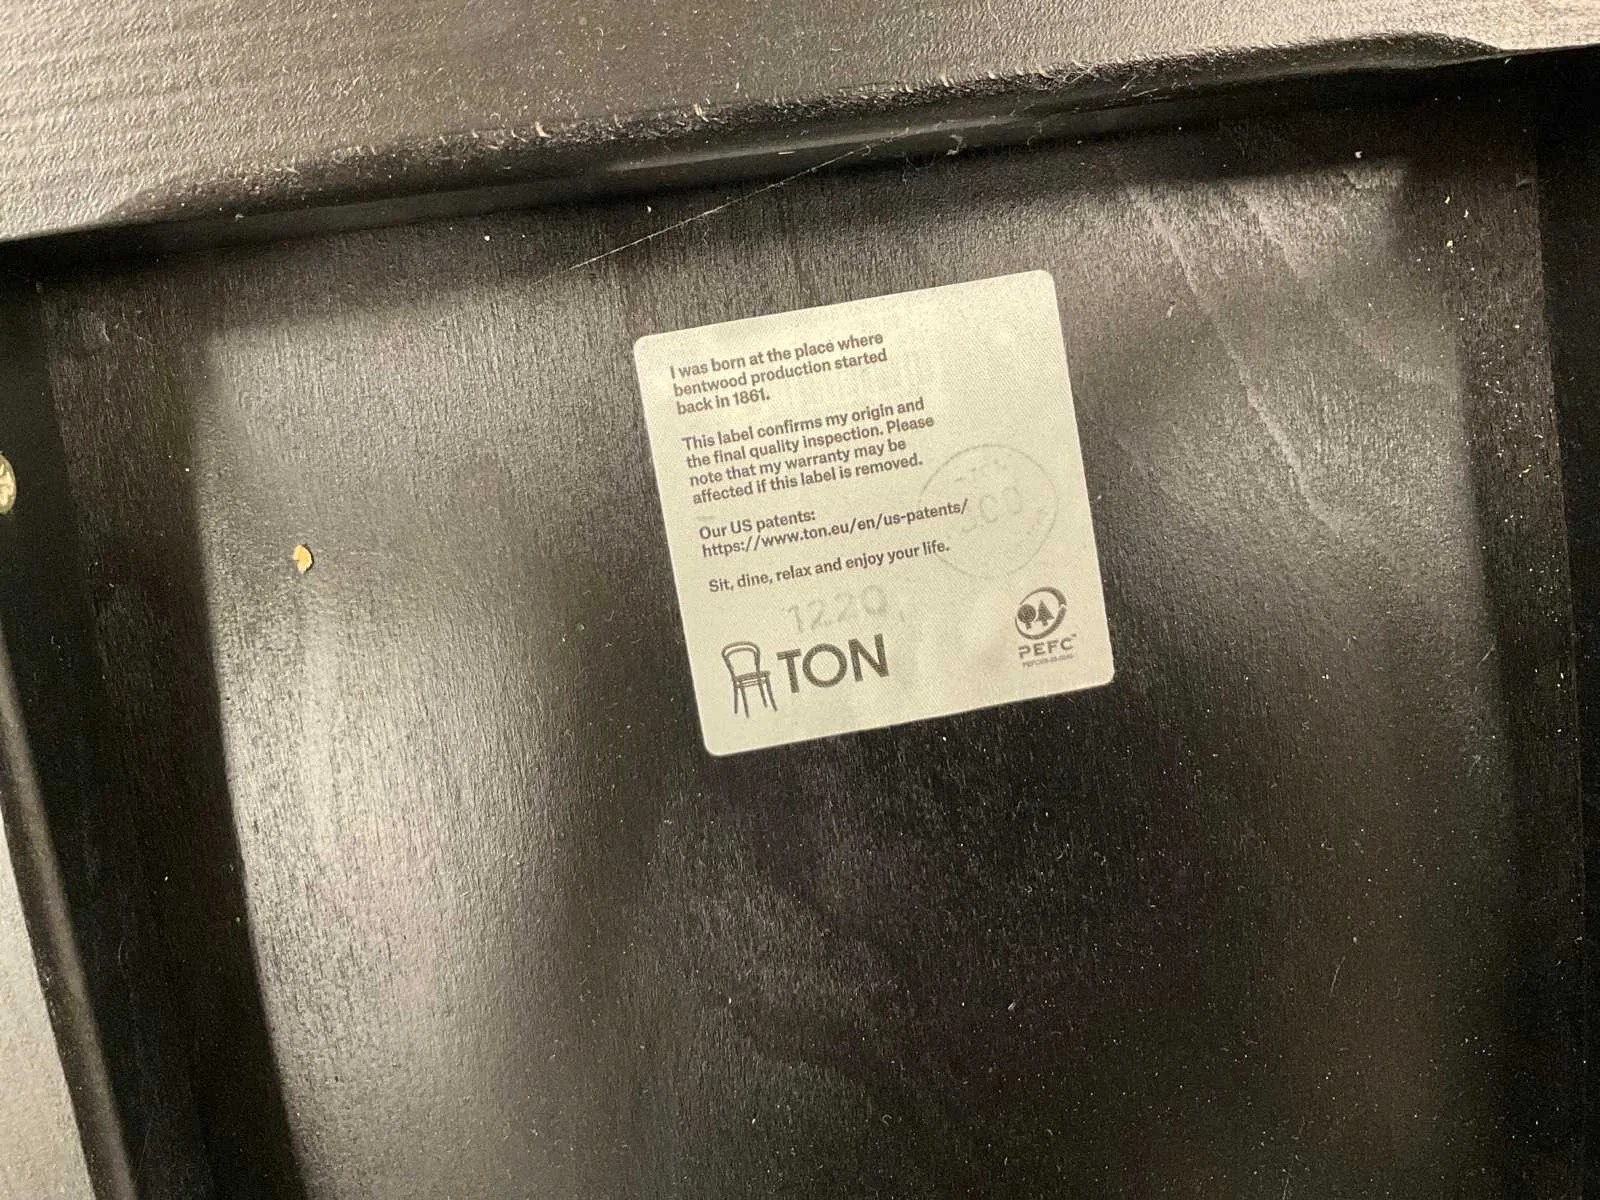 I was born at the place where
bentwood production started
back in 1861.
This label confirms my origin and
the final quality inspection. Please
note that my warranty may be
affected if this label is removed.
Our US patents:
https://www.ton.eu/en/us-patents/
Sit, dine, relax and enjoy your life.
1220,
TON
PEFC™